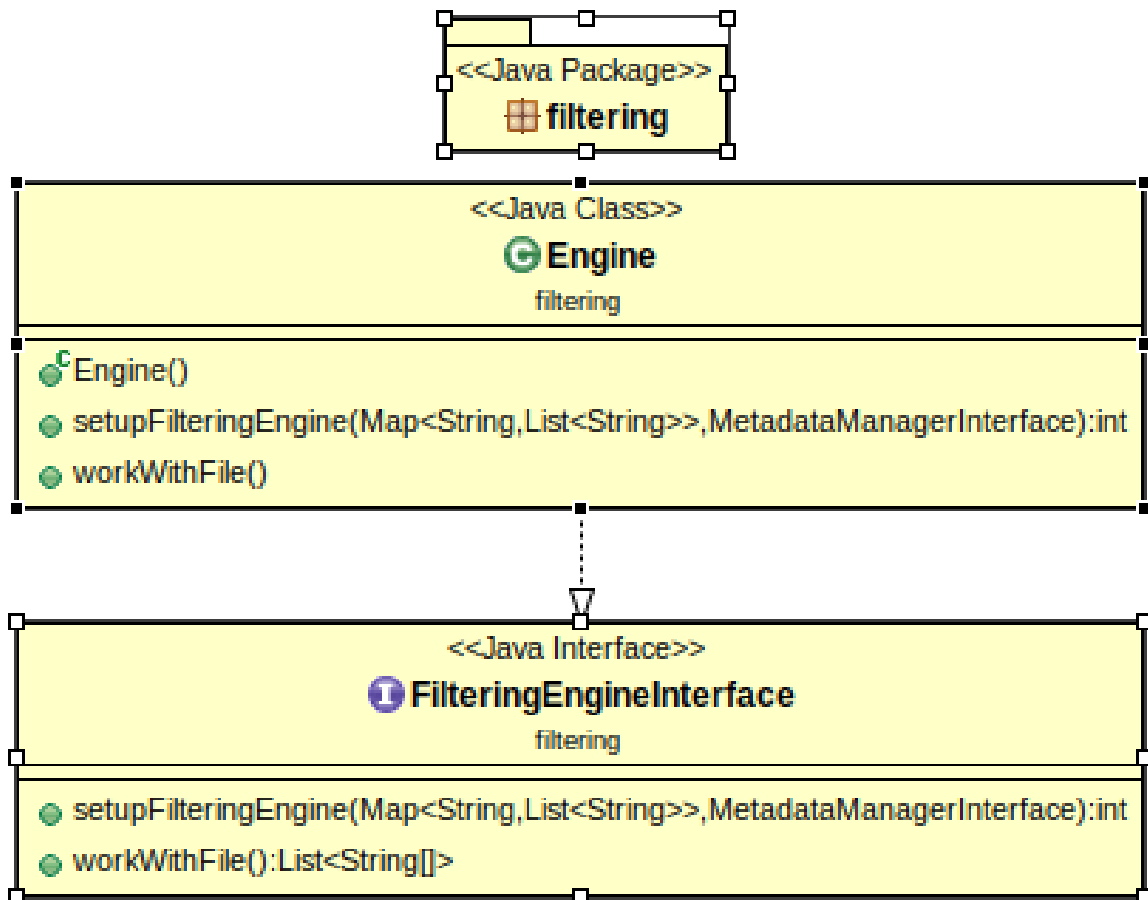 <<Java Package>>
filtering
<<Java Class>>
C Engine
filtering
C Engine()
setupFilteringEngine(Map<String,List<String>>,MetadataManagerInterface):int
workWithFile()
<<Java Interface>>
I FilteringEngineInterface
filtering
setupFilteringEngine(Map<String,List<String>>,MetadataManagerInterface):int
workWithFile():List<String[]>